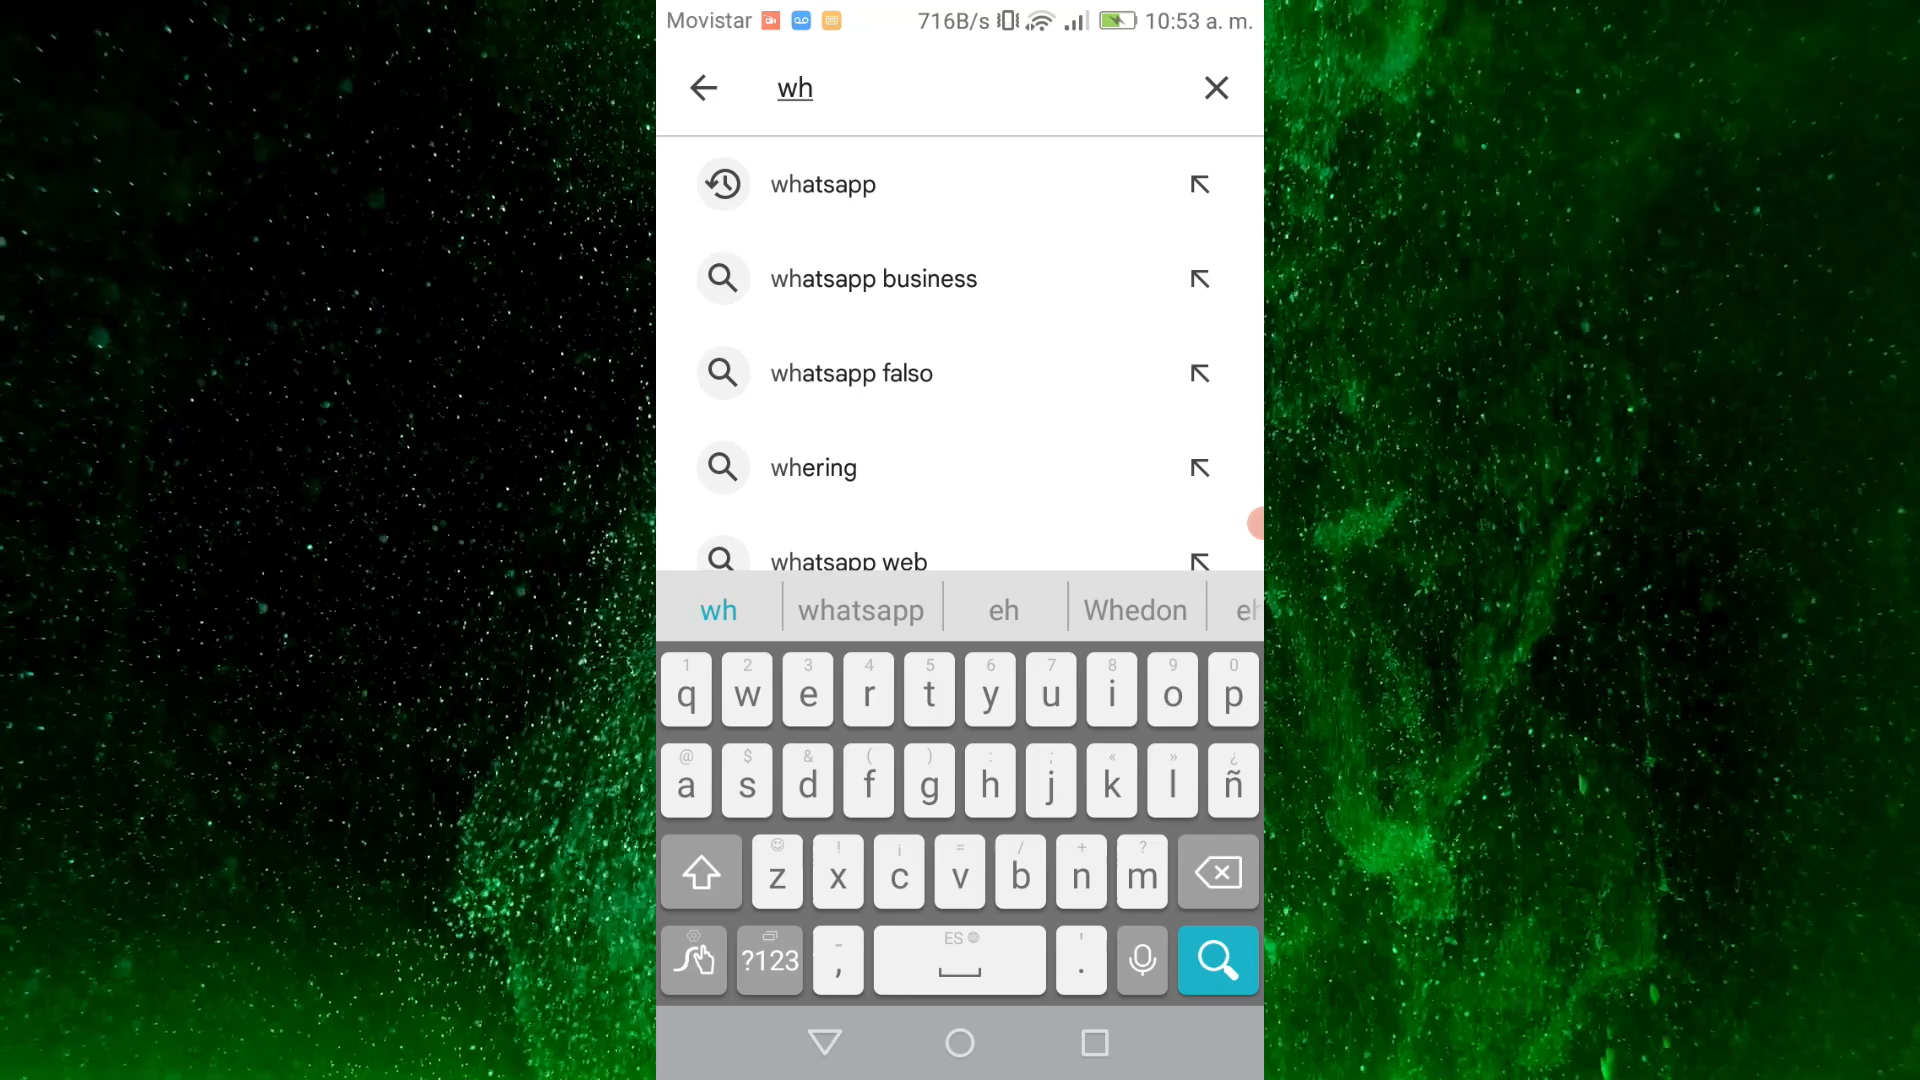 Movistar 716B/s 10:53 a. m.
wh
whatsapp
whatsapp business
whatsapp falso
whering
whatsapp web
wh whatsapp eh Whedon eh
1 2 3 4 5 6 7 8 9 0
q w e r t y u i o p
@ $ & ( ) : ; « » ¿
a s d f g h j k l ñ
! ¡ = / + ?
z x c v b n m
ES
?123 - , ' .